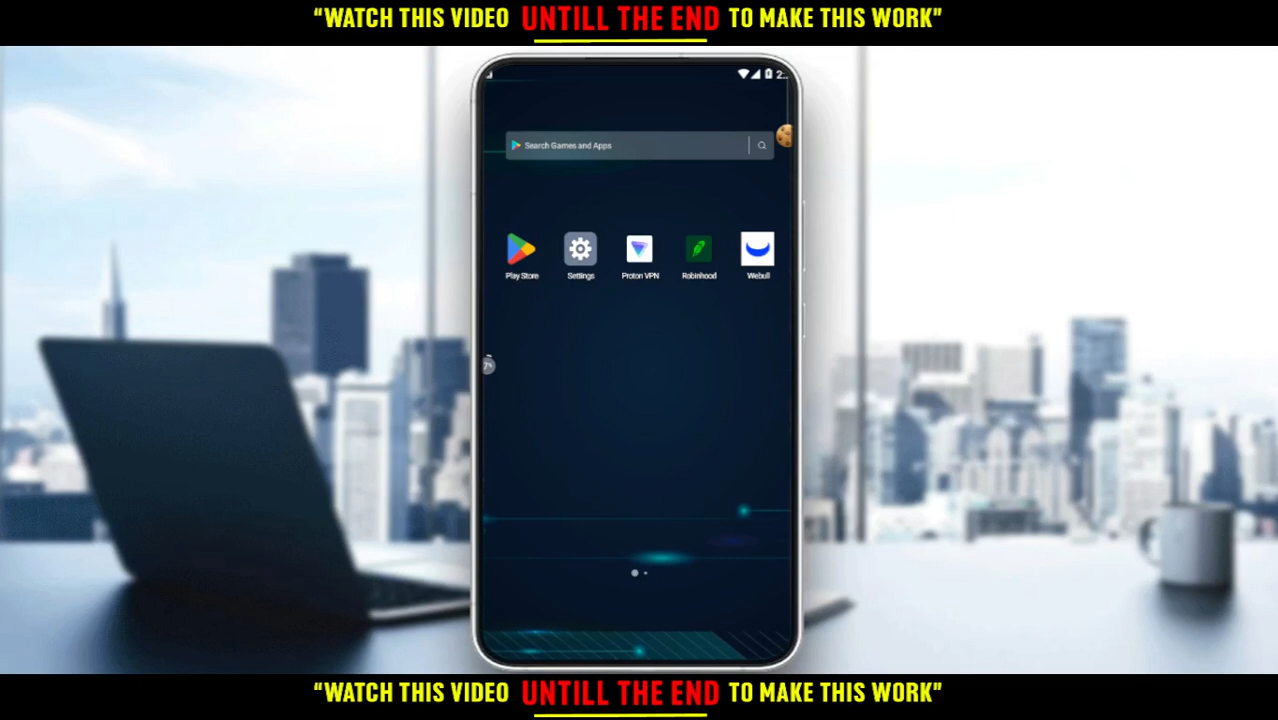 “WATCH THIS VIDEO UNTILL THE END TO MAKE THIS WORK”
2..
Search Games and Apps
Play Store Settings Proton VPN Robinhood Webull
“WATCH THIS VIDEO UNTILL THE END TO MAKE THIS WORK”